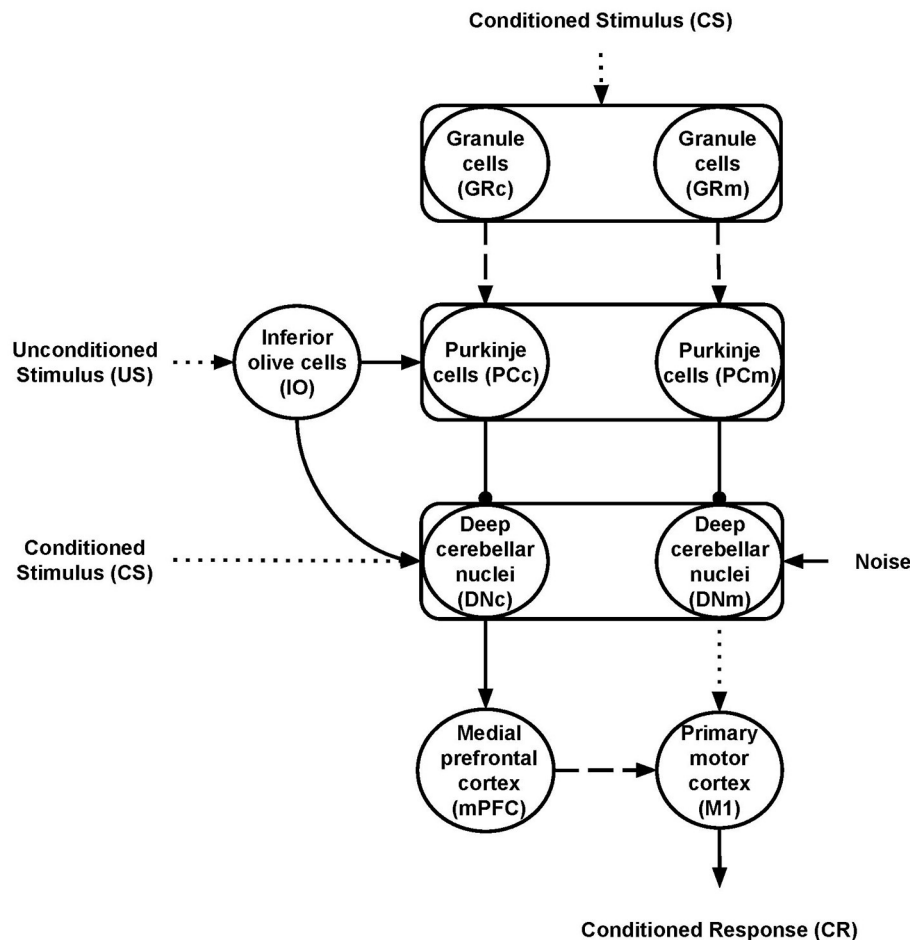 Conditioned Stimulus (CS)
Granule
cells
(GRc)
Granule
cells
(GRm)
Unconditioned
Stimulus (US)
Inferior
olive cells
(IO)
Purkinje
cells (PCc)
Purkinje
cells (PCm)
Conditioned
Stimulus (CS)
Deep
cerebellar
nuclei
(DNc)
Deep
cerebellar
nuclei
(DNm)
Noise
Medial
prefrontal
cortex
(mPFC)
Primary
motor
cortex
(M1)
Conditioned Response (CR)